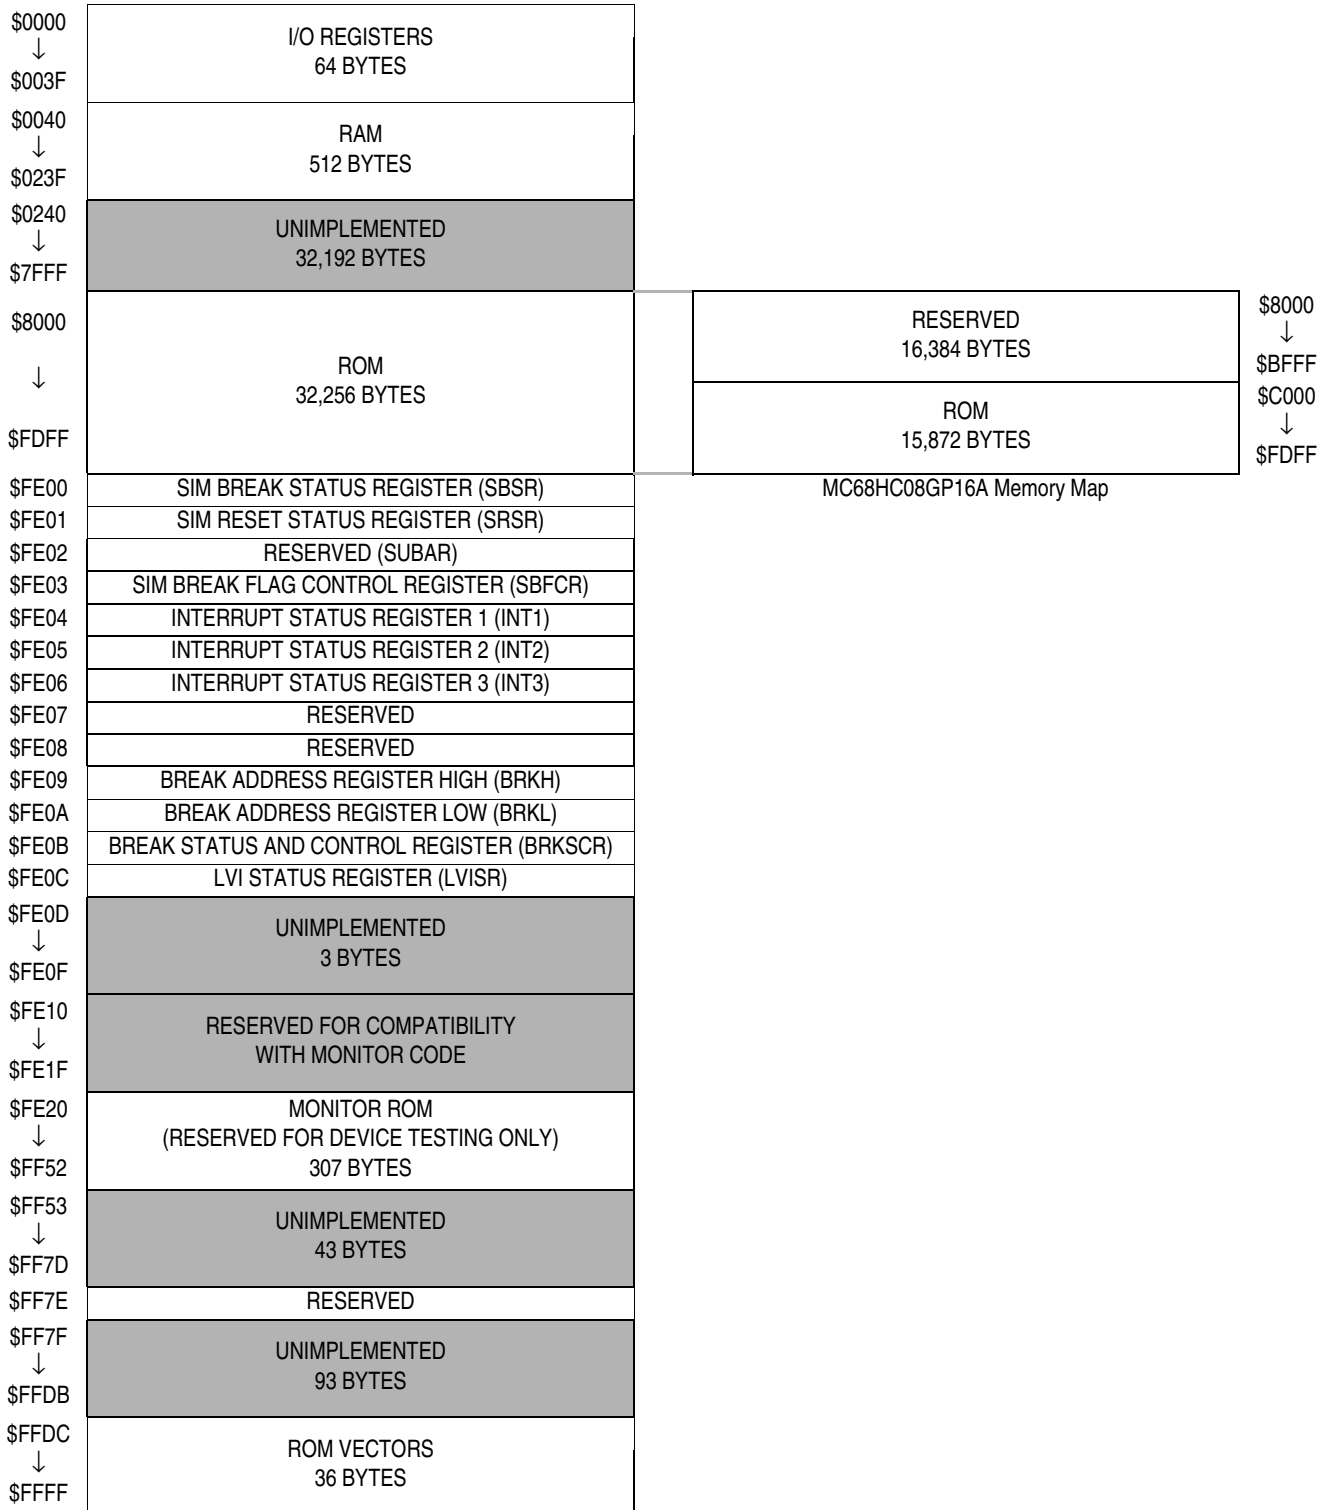 $0000
↓
$003F
I/O REGISTERS
64 BYTES
$0040
↓
$023F
RAM
512 BYTES
$0240
↓
$7FFF
UNIMPLEMENTED
32,192 BYTES
$8000
↓
$FDFF
ROM
32,256 BYTES
RESERVED
16,384 BYTES
$8000
↓
$BFFF
ROM
15,872 BYTES
$C000
↓
$FDFF
MC68HC08GP16A Memory Map
$FE00 SIM BREAK STATUS REGISTER (SBSR)
$FE01 SIM RESET STATUS REGISTER (SRSR)
$FE02 RESERVED (SUBAR)
$FE03 SIM BREAK FLAG CONTROL REGISTER (SBFCR)
$FE04 INTERRUPT STATUS REGISTER 1 (INT1)
$FE05 INTERRUPT STATUS REGISTER 2 (INT2)
$FE06 INTERRUPT STATUS REGISTER 3 (INT3)
$FE07 RESERVED
$FE08 RESERVED
$FE09 BREAK ADDRESS REGISTER HIGH (BRKH)
$FE0A BREAK ADDRESS REGISTER LOW (BRKL)
$FE0B BREAK STATUS AND CONTROL REGISTER (BRKSCR)
$FE0C LVI STATUS REGISTER (LVISR)
$FE0D
↓
$FE0F
UNIMPLEMENTED
3 BYTES
$FE10
↓
$FE1F
RESERVED FOR COMPATIBILITY
WITH MONITOR CODE
$FE20
↓
$FF52
MONITOR ROM
(RESERVED FOR DEVICE TESTING ONLY)
307 BYTES
$FF53
↓
$FF7D
UNIMPLEMENTED
43 BYTES
$FF7E RESERVED
$FF7F
↓
$FFDB
UNIMPLEMENTED
93 BYTES
$FFDC
↓
$FFFF
ROM VECTORS
36 BYTES